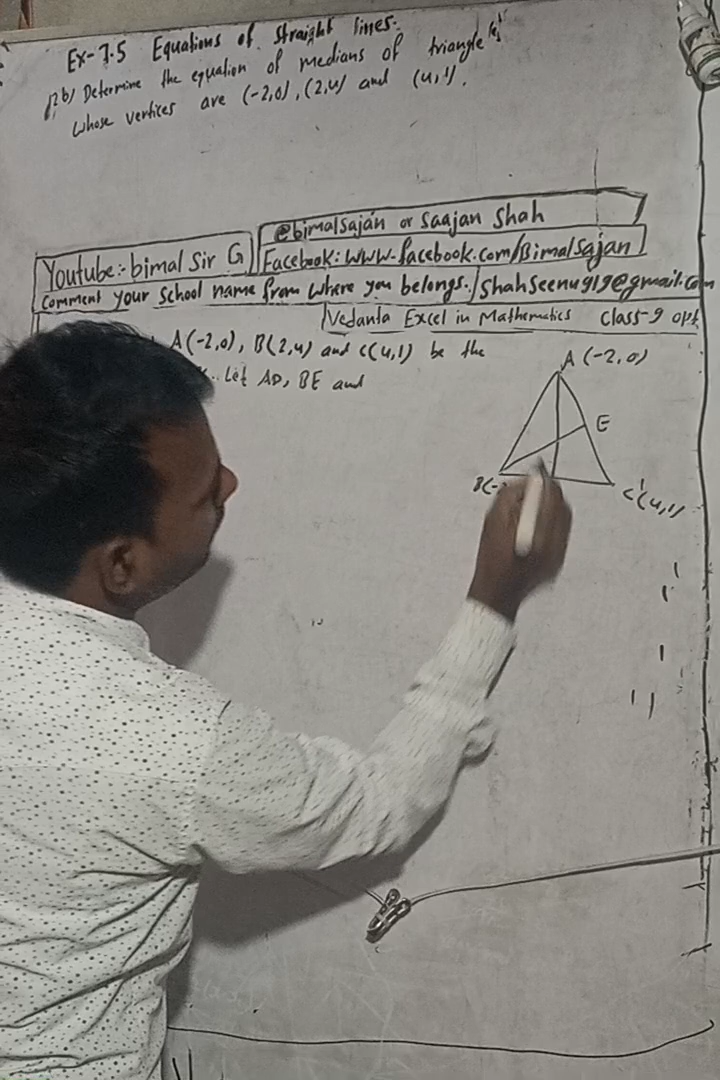 Ex-7.5 Equations of Straight lines.
b) Determine the equation of medians of triangle
whose vertices are (-2,0), (2,4) and (4,1).
@bimalsajan or Saajan Shah
Youtube:- bimal Sir G
Facebook: www.facebook.com/Bimalsajan
Comment your School name from where you belongs./shahseenu919@gmail.com
Vedanta Excel in Mathematics class-9 opt
A(-2,0), B(2,4) and C(4,1) be the
Let AD, BE and
A (-2,0)
E
B(-
C(4,1)